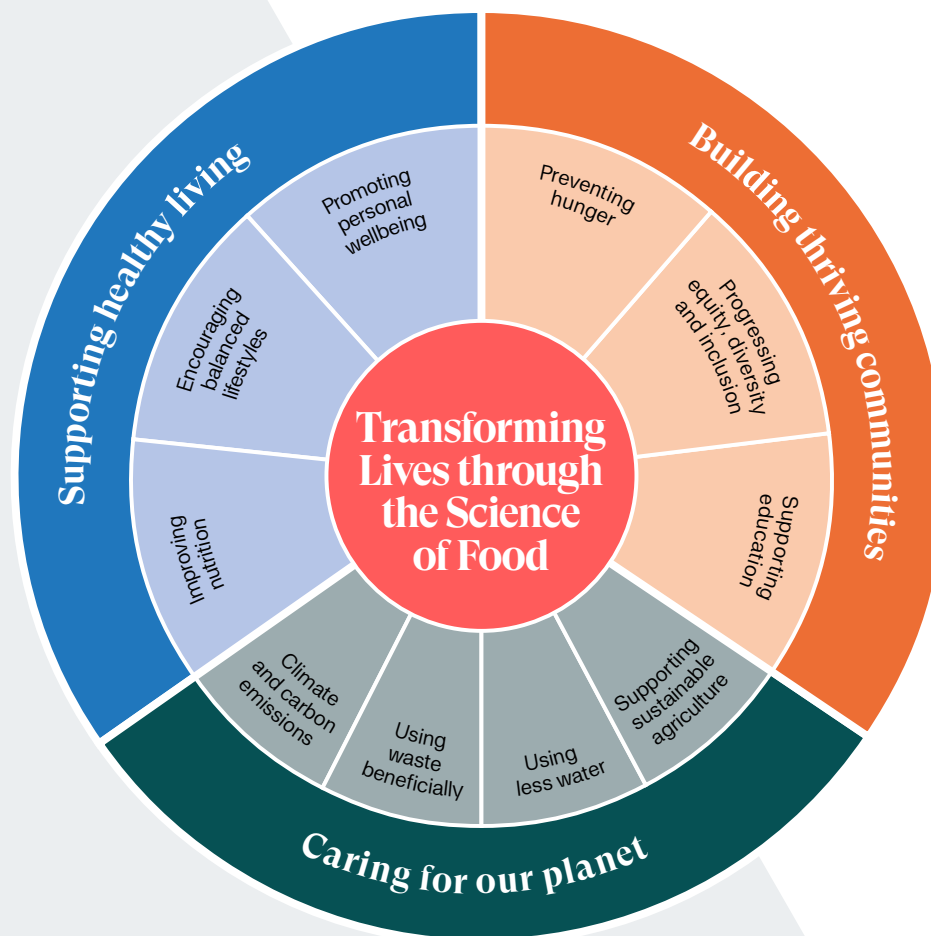 Transforming
Lives through
the Science
of Food
Supporting healthy living
Promoting
personal
wellbeing
Encouraging
balanced
lifestyles
Improving
nutrition
Building thriving communities
Preventing
hunger
Progressing
equity, diversity
and inclusion
Supporting
education
Caring for our planet
Climate
and carbon
emissions
Using
waste
beneficially
Using
less water
Supporting
sustainable
agriculture